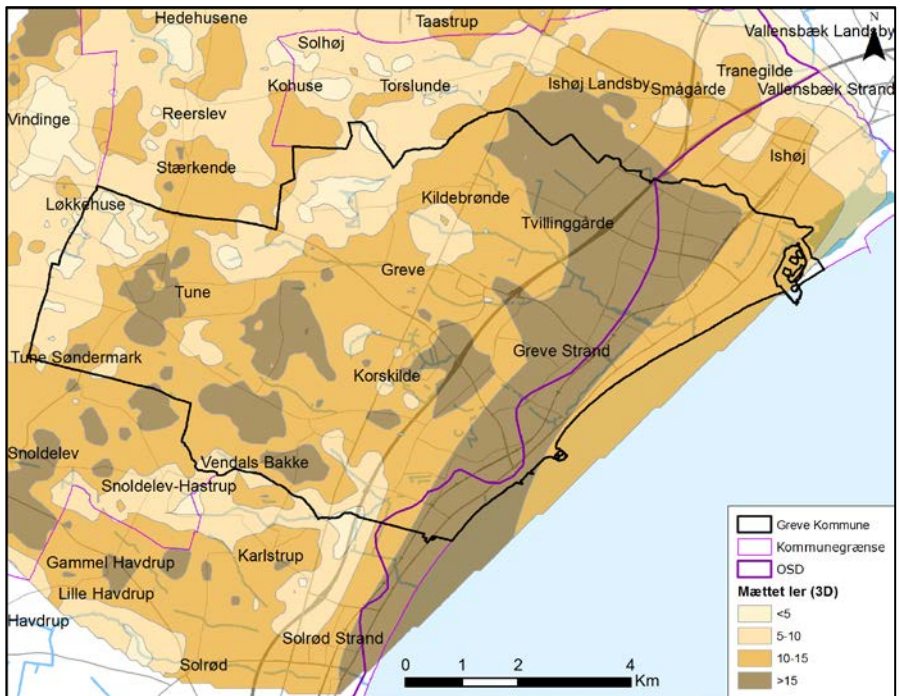 Hedehusene
Taastrup
Solhøj
Vallensbæk Landsby
N
Kohuse
Torslunde
Ishøj Landsby
Tranegilde
Smågårde
Vallensbæk Strand
Vindinge
Reerslev
Stærkende
Ishøj
Løkkehuse
Kildebrønde
Tvillinggårde
Greve
Tune
Greve Strand
Tune Søndermark
Korskilde
Snoldelev
Vendals Bakke
Snoldelev-Hastrup
Karlstrup
Gammel Havdrup
Lille Havdrup
Havdrup
Solrød Strand
Solrød
0 1 2 4
Km
Greve Kommune
Kommunegrænse
OSD
Mættet ler (3D)
<5
5-10
10-15
>15